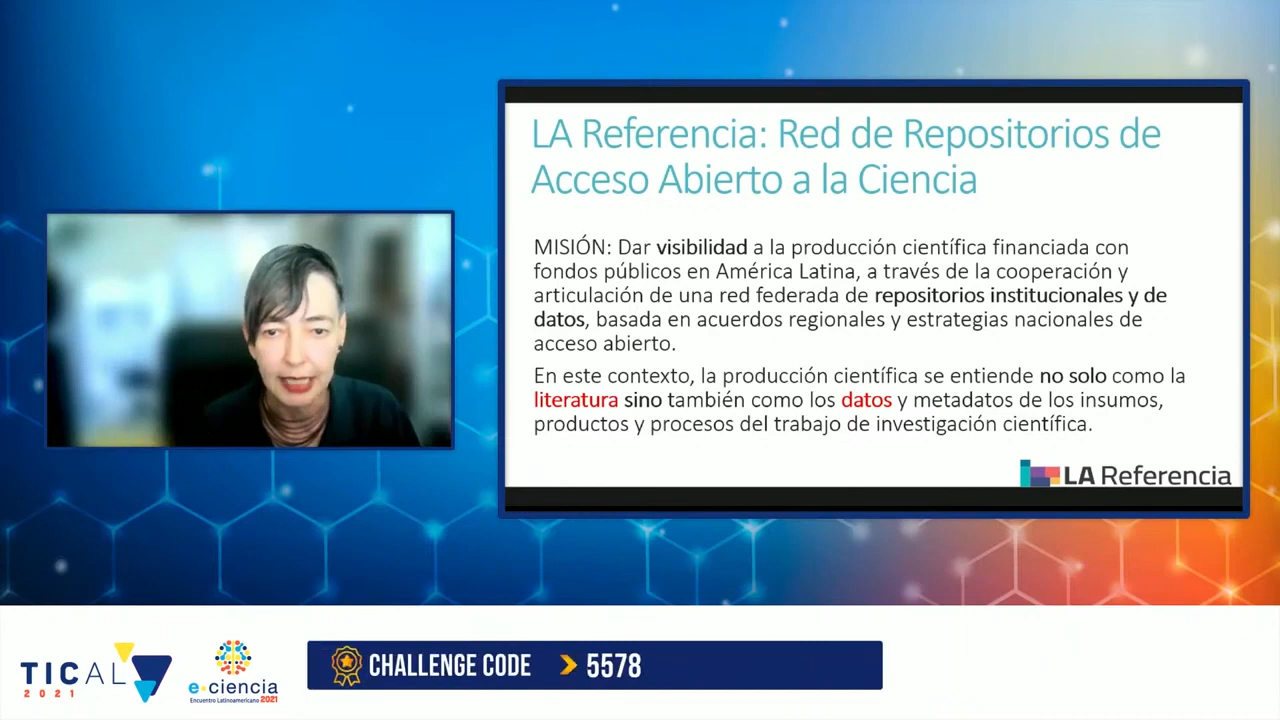 LA Referencia: Red de Repositorios de
Acceso Abierto a la Ciencia
MISIÓN: Dar visibilidad a la producción científica financiada con
fondos públicos en América Latina, a través de la cooperación y
articulación de una red federada de repositorios institucionales y de
datos, basada en acuerdos regionales y estrategias nacionales de
acceso abierto.
En este contexto, la producción científica se entiende no solo como la
literatura sino también como los datos y metadatos de los insumos,
productos y procesos del trabajo de investigación científica.
LA Referencia
TICAL
2021
e-ciencia
Encuentro Latinoamericano 2021
CHALLENGE CODE > 5578